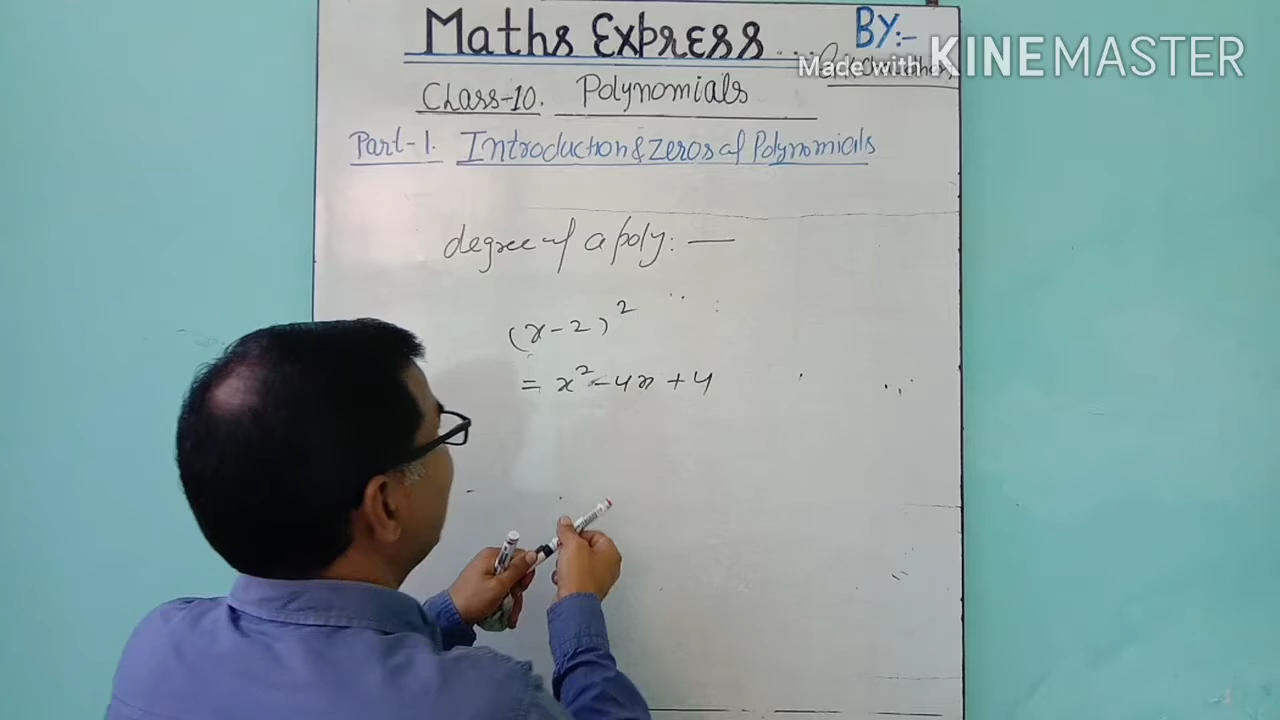 Maths Express... BY:-
Made with KINEMASTER
Class-10. Polynomials
Part-1. Introduction & Zeros of Polynomials
degree of a poly: —
(x-2)²
= x² - 4x + 4